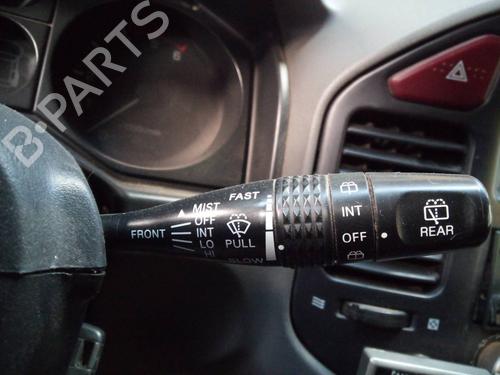 B-PARTS
FAST
MIST
OFF
FRONT INT PULL
LO
HI
SLOW
INT
OFF
REAR